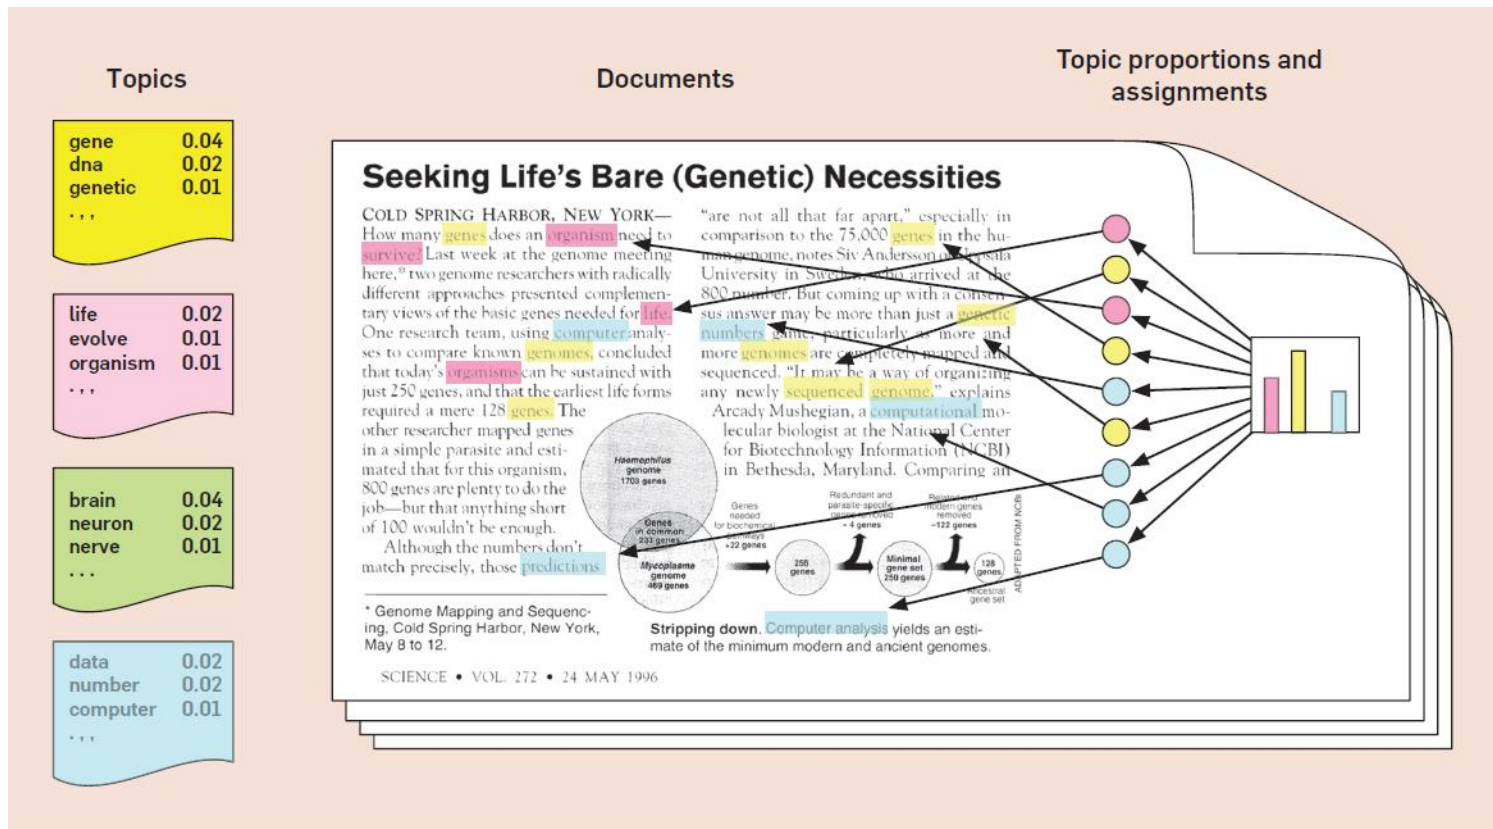 Topics
Documents
Topic proportions and
assignments
gene 0.04
dna 0.02
genetic 0.01
...
life 0.02
evolve 0.01
organism 0.01
...
brain 0.04
neuron 0.02
nerve 0.01
...
data 0.02
number 0.02
computer 0.01
...
Seeking Life's Bare (Genetic) Necessities
COLD SPRING HARBOR, NEW YORK—
How many genes does an organism need to
survive? Last week at the genome meeting
here,* two genome researchers with radically
different approaches presented complemen-
tary views of the basic genes needed for life.
One research team, using computer analy-
ses to compare known genomes, concluded
that today's organisms can be sustained with
just 250 genes, and that the earliest life forms
required a mere 128 genes. The
other researcher mapped genes
in a simple parasite and esti-
mated that for this organism,
800 genes are plenty to do the
job—but that anything short
of 100 wouldn't be enough.
Although the numbers don't
match precisely, those predictions
* Genome Mapping and Sequenc-
ing, Cold Spring Harbor, New York,
May 8 to 12.
"are not all that far apart," especially in
comparison to the 75,000 genes in the hu-
man genome, notes Siv Andersson of Uppsala
University in Sweden, who arrived at the
800 number. But coming up with a consen-
sus answer may be more than just a genetic
numbers game, particularly as more and
more genomes are completely mapped and
sequenced. "It may be a way of organizing
any newly sequenced genome," explains
Arcady Mushegian, a computational mo-
lecular biologist at the National Center
for Biotechnology Information (NCBI)
in Bethesda, Maryland. Comparing an
Haemophilus
genome
1703 genes
Genes
in common
233 genes
Mycoplasma
genome
469 genes
Genes
needed
for biochemical
pathways
+22 genes
256
genes
Redundant and
parasite-specific
genes removed
– 4 genes
Minimal
gene set
250 genes
Related and
modern genes
removed
–122 genes
128
genes
Ancestral
gene set
ADAPTED FROM NCBI
Stripping down. Computer analysis yields an esti-
mate of the minimum modern and ancient genomes.
SCIENCE • VOL. 272 • 24 MAY 1996